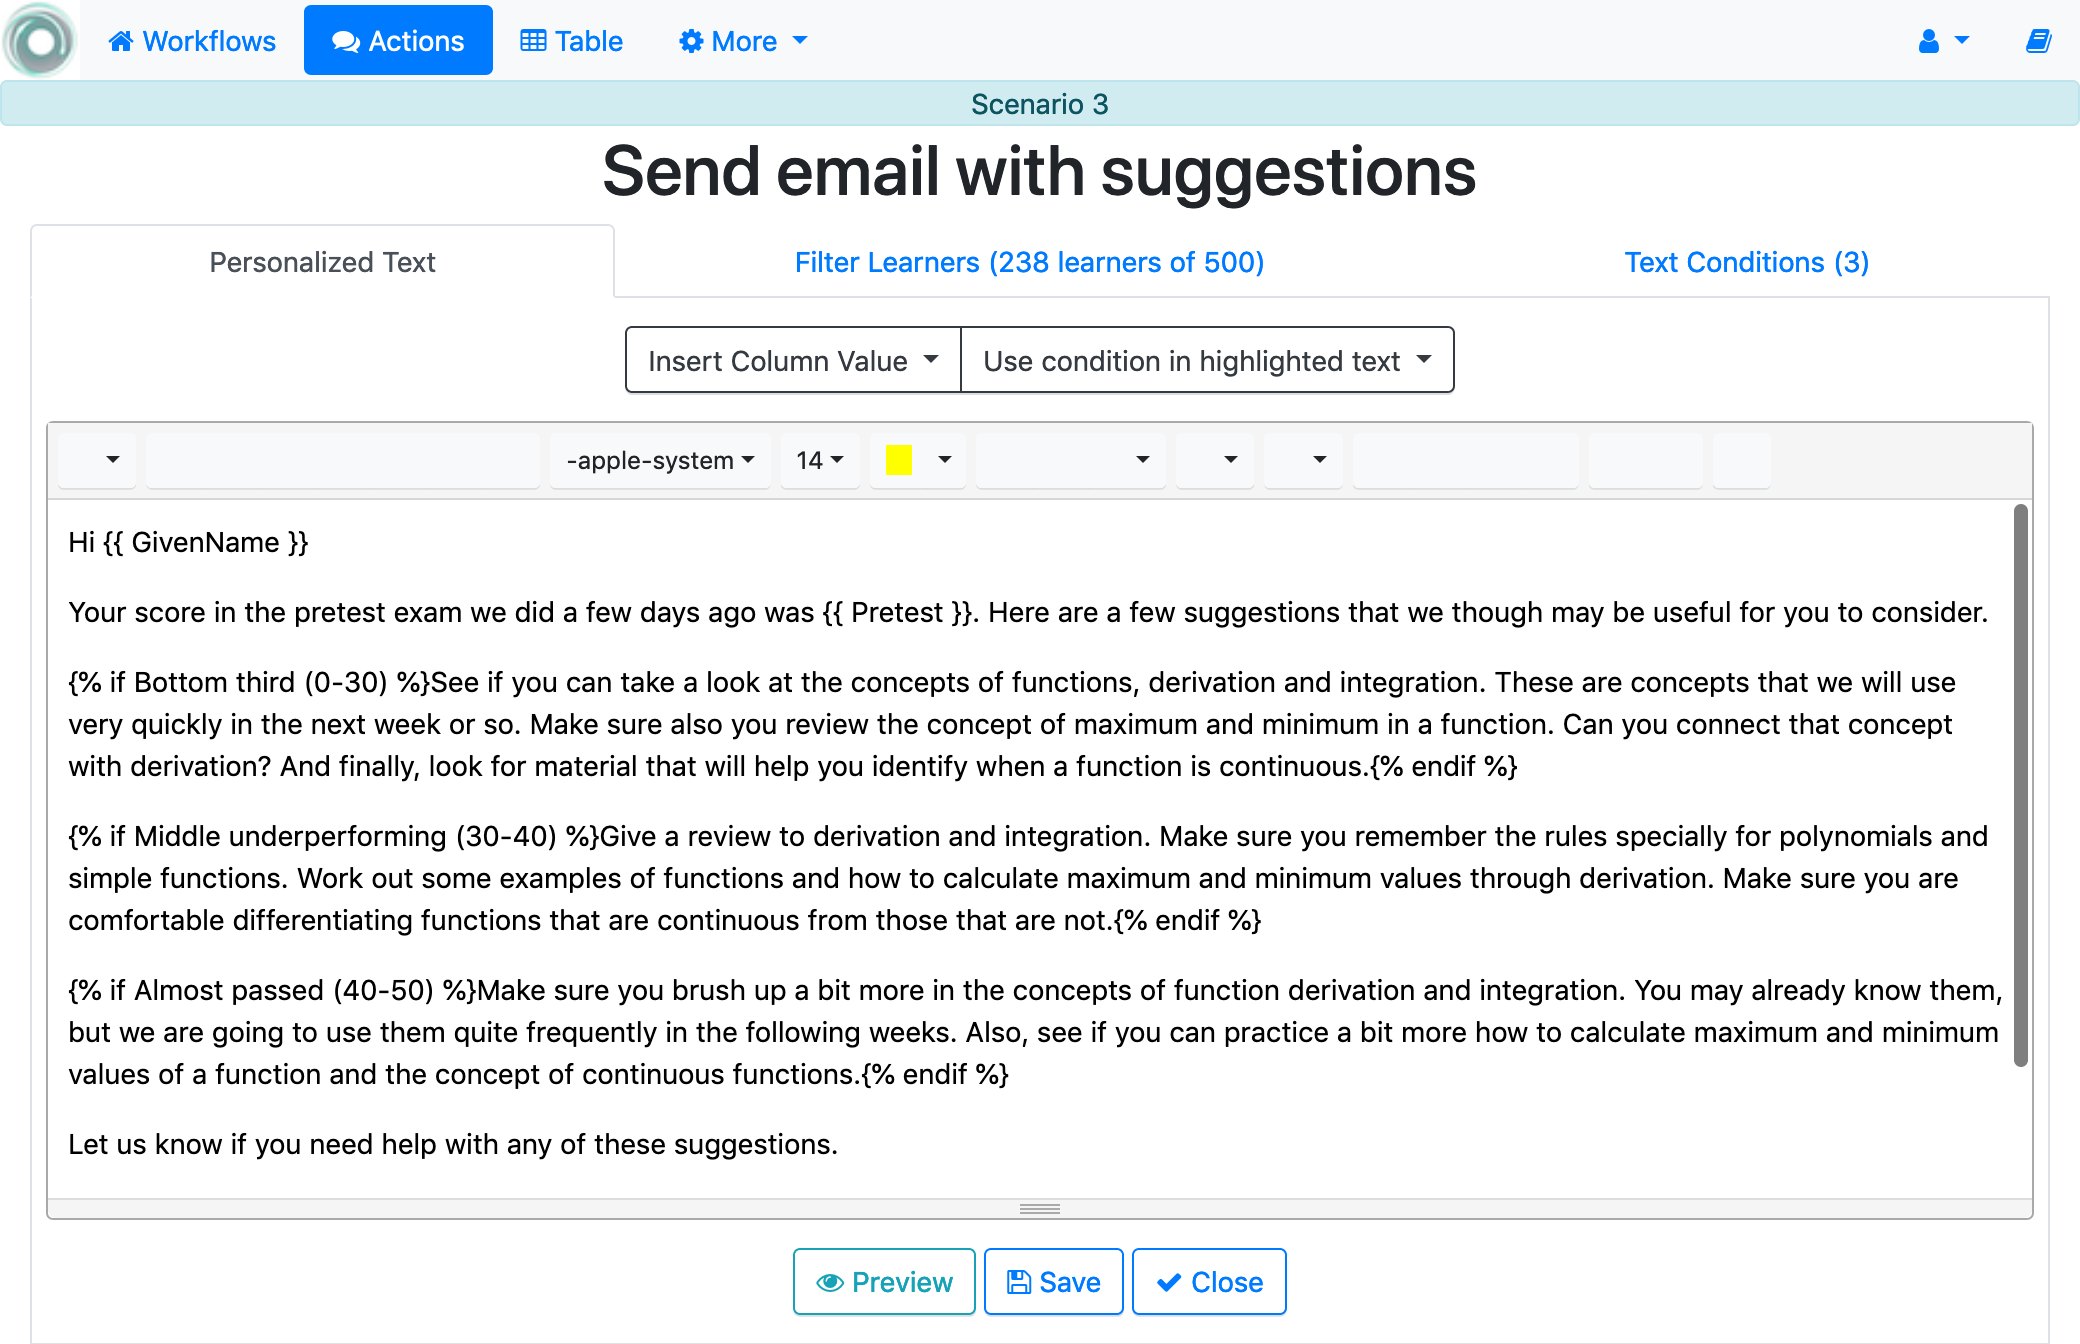 Workflows Actions Table More
Scenario 3
Send email with suggestions
Personalized Text Filter Learners (238 learners of 500) Text Conditions (3)
Insert Column Value Use condition in highlighted text
-apple-system 14
Hi {{ GivenName }}
Your score in the pretest exam we did a few days ago was {{ Pretest }}. Here are a few suggestions that we though may be useful for you to consider.
{% if Bottom third (0-30) %}See if you can take a look at the concepts of functions, derivation and integration. These are concepts that we will use
very quickly in the next week or so. Make sure also you review the concept of maximum and minimum in a function. Can you connect that concept
with derivation? And finally, look for material that will help you identify when a function is continuous.{% endif %}
{% if Middle underperforming (30-40) %}Give a review to derivation and integration. Make sure you remember the rules specially for polynomials and
simple functions. Work out some examples of functions and how to calculate maximum and minimum values through derivation. Make sure you are
comfortable differentiating functions that are continuous from those that are not.{% endif %}
{% if Almost passed (40-50) %}Make sure you brush up a bit more in the concepts of function derivation and integration. You may already know them,
but we are going to use them quite frequently in the following weeks. Also, see if you can practice a bit more how to calculate maximum and minimum
values of a function and the concept of continuous functions.{% endif %}
Let us know if you need help with any of these suggestions.
Preview Save Close